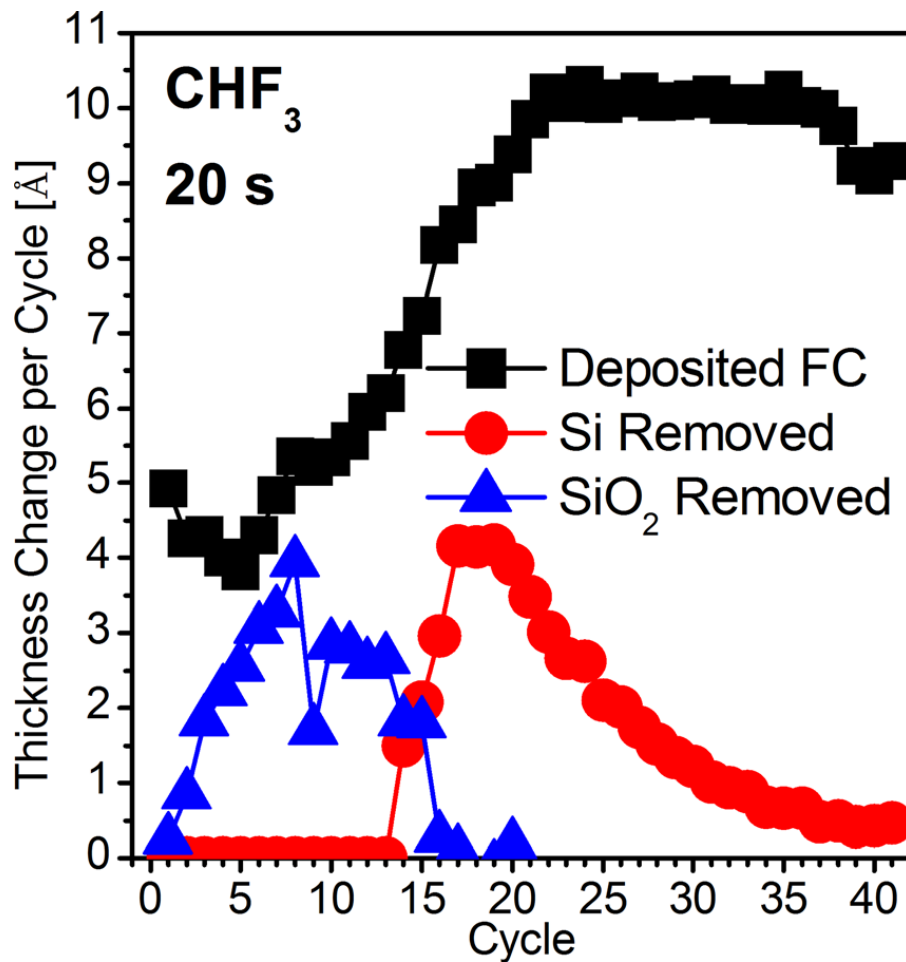 11
10
9
8
7
6
5
4
3
2
1
0
Thickness Change per Cycle [Å]
CHF₃
20 s
Deposited FC
Si Removed
SiO₂ Removed
0 5 10 15 20 25 30 35 40
Cycle